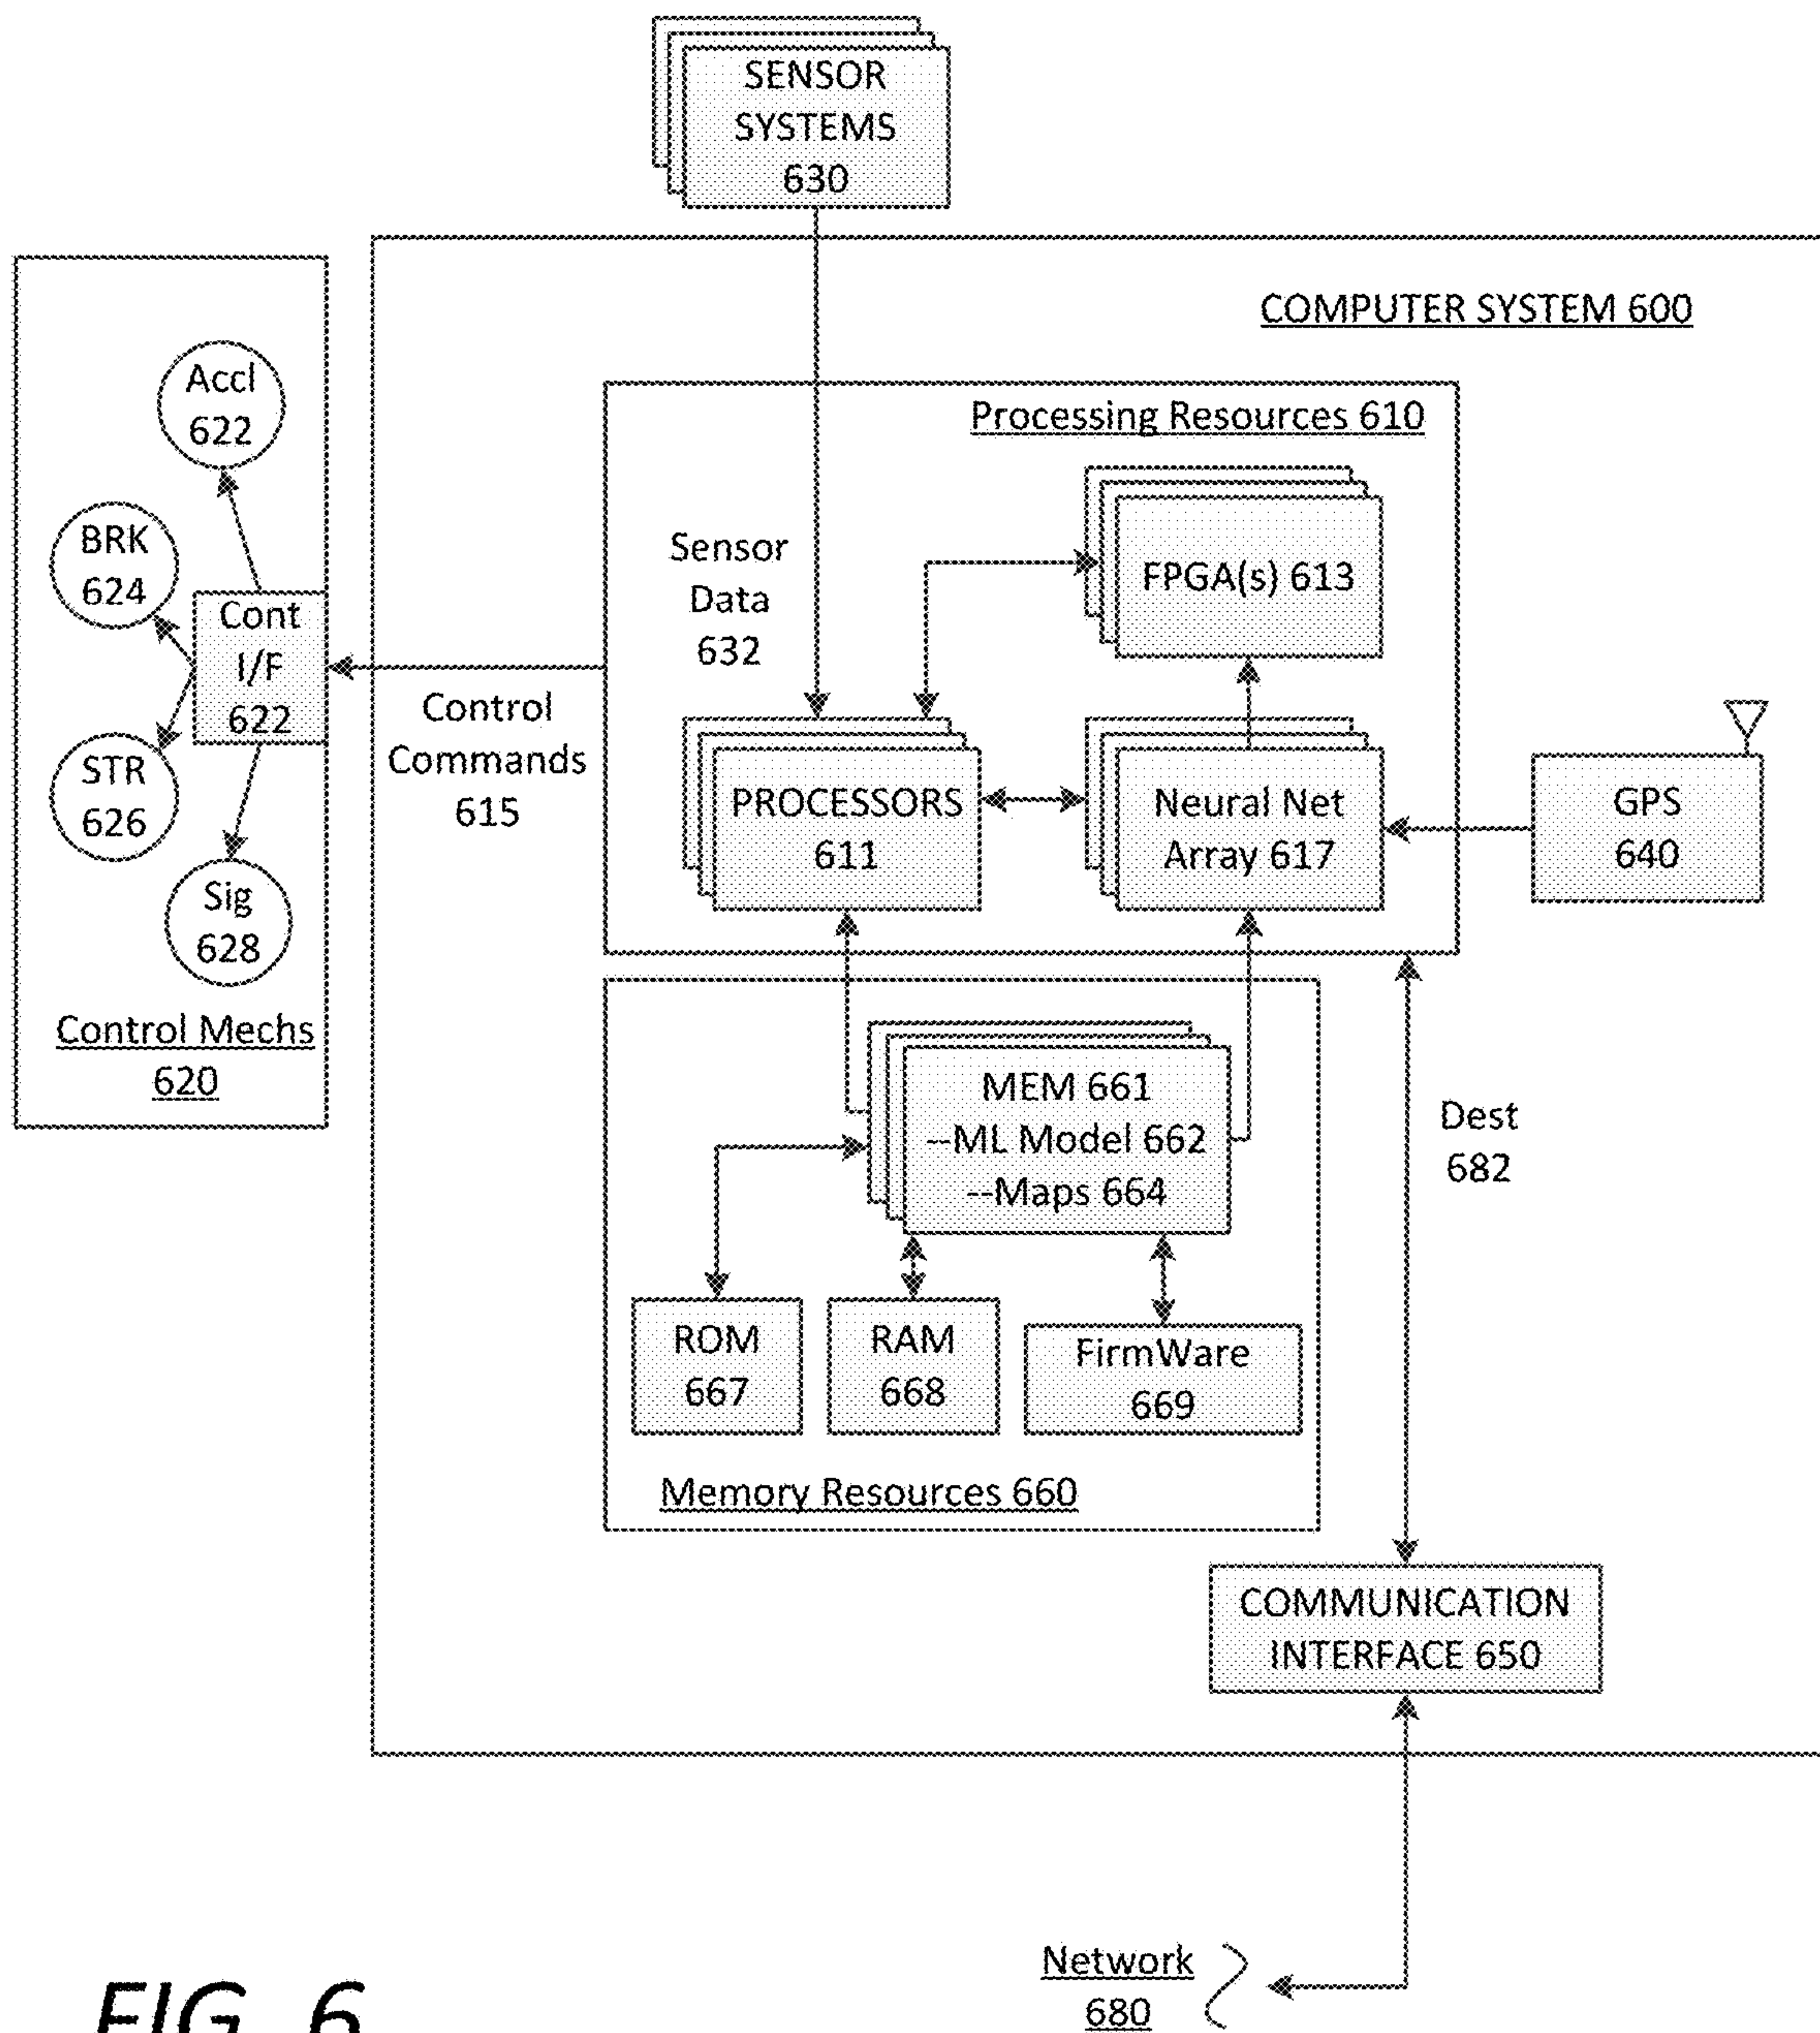 SENSOR
SYSTEMS
630
COMPUTER SYSTEM 600
Accl
622
BRK
624
Cont
I/F
622
STR
626
Sig
628
Control Mechs
620
Control
Commands
615
Processing Resources 610
Sensor
Data
632
FPGA(s) 613
PROCESSORS
611
Neural Net
Array 617
GPS
640
MEM 661
--ML Model 662
--Maps 664
Dest
682
ROM
667
RAM
668
FirmWare
669
Memory Resources 660
COMMUNICATION
INTERFACE 650
Network
680
FIG. 6